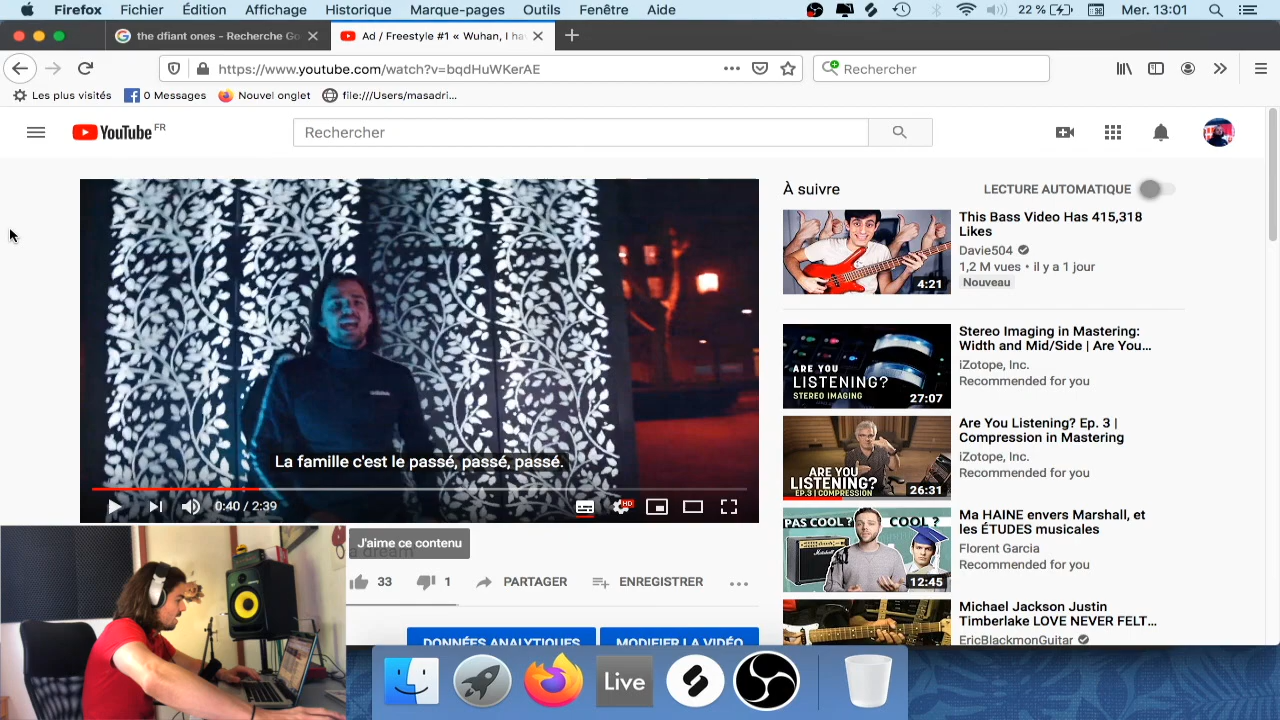 Firefox Fichier Édition Affichage Historique Marque-pages Outils Fenêtre Aide 22 % Mer. 13:01
the dfiant ones - Recherche Go
Ad / Freestyle #1 « Wuhan, I ha
https://www.youtube.com/watch?v=bqdHuWKerAE
Rechercher
Les plus visités
0 Messages
Nouvel onglet
file:///Users/masadri...
YouTube FR
Rechercher
La famille c'est le passé, passé, passé.
0:40 / 2:39
HD
J'aime ce contenu
33
1
PARTAGER
ENREGISTRER
DONNÉES ANALYTIQUES
MODIFIER LA VIDÉO
À suivre
LECTURE AUTOMATIQUE
4:21
This Bass Video Has 415,318
Likes
Davie504
1,2 M vues • il y a 1 jour
Nouveau
ARE YOU
LISTENING?
STEREO IMAGING
27:07
Stereo Imaging in Mastering:
Width and Mid/Side | Are You...
iZotope, Inc.
Recommended for you
ARE YOU
LISTENING?
EP.3 | COMPRESSION
26:31
Are You Listening? Ep. 3 |
Compression in Mastering
iZotope, Inc.
Recommended for you
PAS COOL ?
COOL ?
12:45
Ma HAINE envers Marshall, et
les ÉTUDES musicales
Florent Garcia
Recommended for you
Michael Jackson Justin
Timberlake LOVE NEVER FELT...
EricBlackmonGuitar
Live